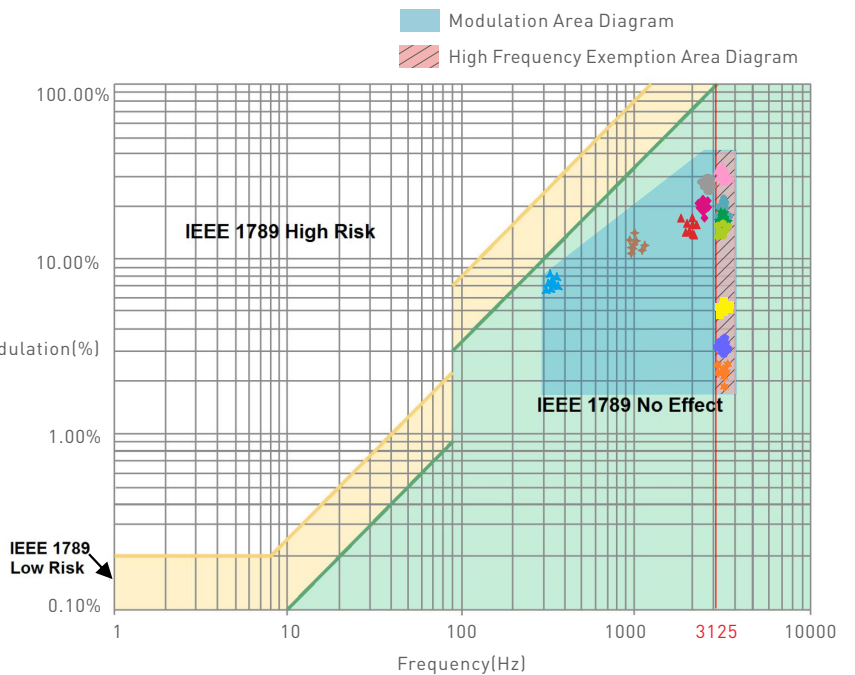 Modulation Area Diagram
High Frequency Exemption Area Diagram
100.00%
IEEE 1789 High Risk
10.00%
dulation(%)
IEEE 1789 No Effect
1.00%
IEEE 1789
Low Risk
0.10%
1 10 100 1000 3125 10000
Frequency(Hz)